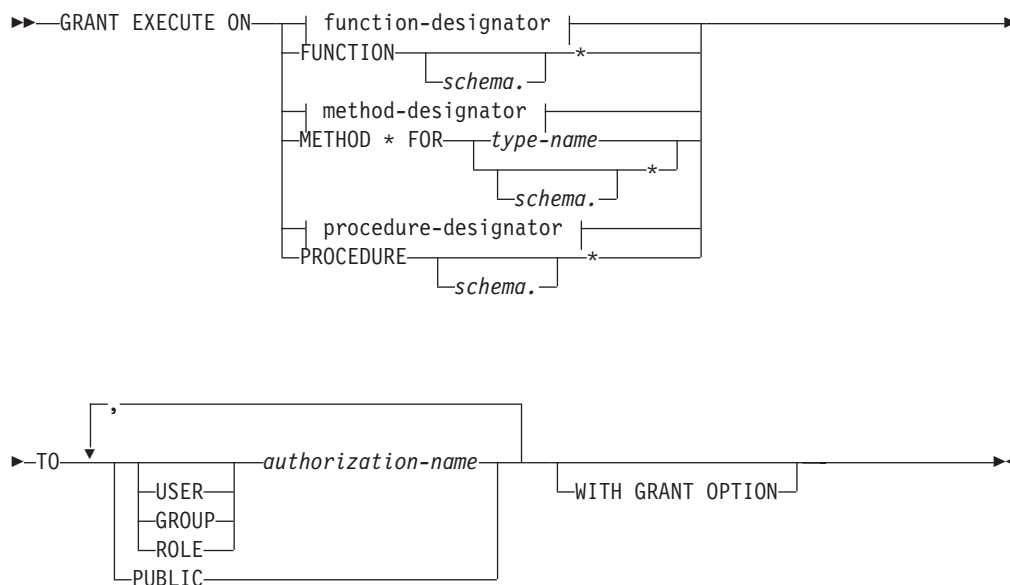 GRANT EXECUTE ON function-designator
FUNCTION *
schema.
method-designator
METHOD * FOR type-name
*
schema.
procedure-designator
PROCEDURE *
schema.
,
TO authorization-name
USER WITH GRANT OPTION
GROUP
ROLE
PUBLIC